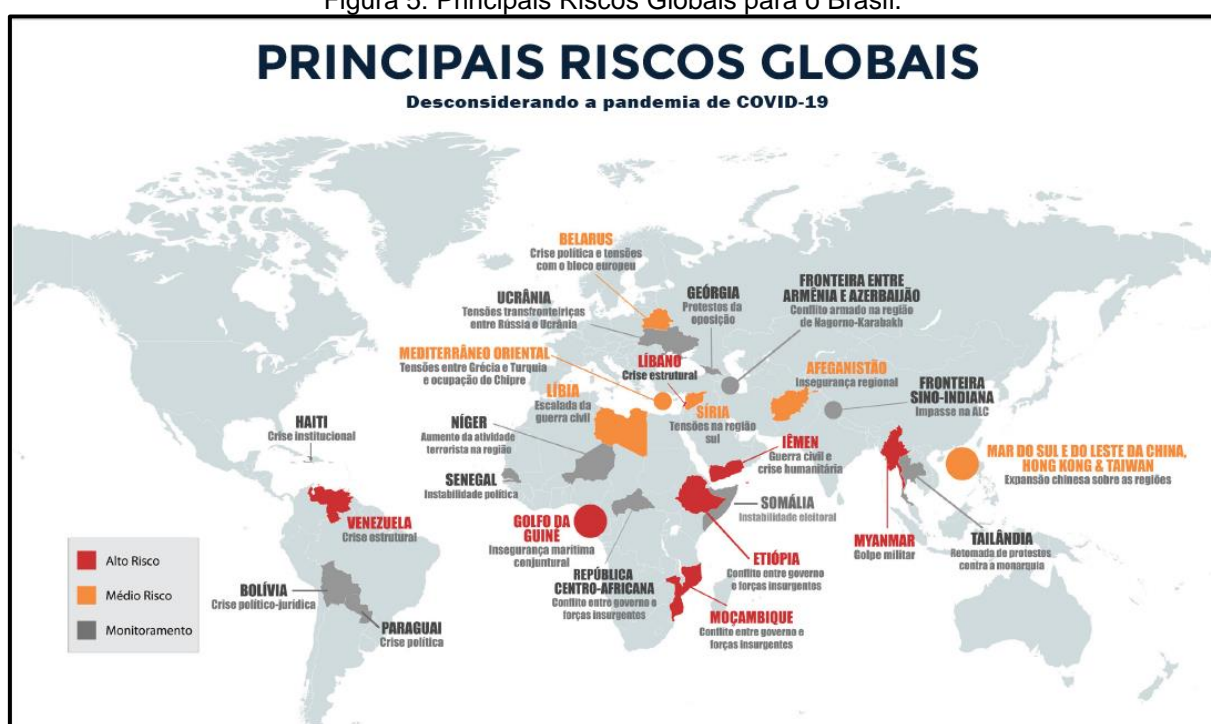 Figura 5: Principais Riscos Globais para o Brasil.
PRINCIPAIS RISCOS GLOBAIS
Desconsiderando a pandemia de COVID-19
BELARUS
Crise política e tensões
com o bloco europeu
UCRÂNIA
Tensões transfronteiriças
entre Rússia e Ucrânia
GEÓRGIA
Protestos da
oposição
FRONTEIRA ENTRE
ARMÊNIA E AZERBAIJÃO
Conflito armado na região
de Nagorno-Karabakh
MEDITERRÂNEO ORIENTAL
Tensões entre Grécia e Turquia
e ocupação do Chipre
LÍBANO
Crise estrutural
AFEGANISTÃO
Insegurança regional
FRONTEIRA
SINO-INDIANA
Impasse na ALC
LÍBIA
Escalada da
guerra civil
SÍRIA
Tensões na região
sul
HAITI
Crise institucional
NÍGER
Aumento da atividade
terrorista na região
IÊMEN
Guerra civil e
crise humanitária
MAR DO SUL E DO LESTE DA CHINA,
HONG KONG & TAIWAN
Expansão chinesa sobre as regiões
SENEGAL
Instabilidade política
SOMÁLIA
Instabilidade eleitoral
VENEZUELA
Crise estrutural
GOLFO DA
GUINÉ
Insegurança marítima
conjuntural
MYANMAR
Golpe militar
TAILÂNDIA
Retomada de protestos
contra a monarquia
ETIÓPIA
Conflito entre governo
e forças insurgentes
REPÚBLICA
CENTRO-AFRICANA
Conflito entre governo e
forças insurgentes
MOÇAMBIQUE
Conflito entre governo e
forças insurgentes
BOLÍVIA
Crise político-jurídica
PARAGUAI
Crise política
Alto Risco
Médio Risco
Monitoramento